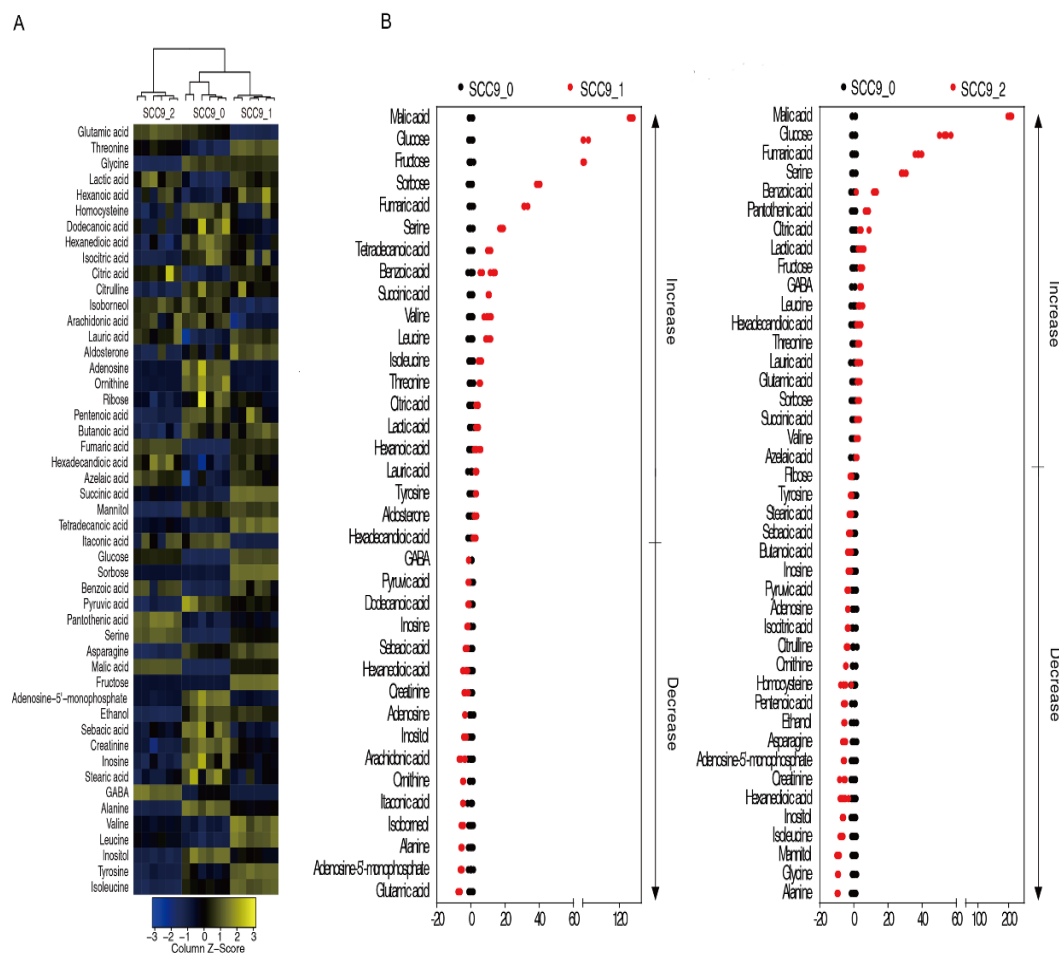 A
B
SCC9_2
SCC9_0
SCC9_1
Glutamic acid
Threonine
Glycine
Lactic acid
Hexanoic acid
Homocysteine
Dodecanoic acid
Hexanedioic acid
Isocitric acid
Citric acid
Citrulline
Isoborneol
Arachidonic acid
Lauric acid
Aldosterone
Adenosine
Ornithine
Ribose
Pentenoic acid
Butanoic acid
Fumaric acid
Hexadecandioic acid
Azelaic acid
Succinic acid
Mannitol
Tetradecanoic acid
Itaconic acid
Glucose
Sorbose
Benzoic acid
Pyruvic acid
Pantothenic acid
Serine
Asparagine
Malic acid
Fructose
Adenosine-5'-monophosphate
Ethanol
Sebacic acid
Creatinine
Inosine
Stearic acid
GABA
Alanine
Valine
Leucine
Inositol
Tyrosine
Isoleucine
-3 -2 -1 0 1 2 3
Column Z-Score
SCC9_0 SCC9_1
Malic acid
Glucose
Fructose
Sorbose
Fumaric acid
Serine
Tetradecanoic acid
Benzoic acid
Succinic acid
Valine
Leucine
Isoleucine
Threonine
Citric acid
Lactic acid
Hexanoic acid
Lauric acid
Tyrosine
Aldosterone
Hexadecandioic acid
GABA
Pyruvic acid
Dodecanoic acid
Inosine
Sebacic acid
Hexanedioic acid
Creatinine
Adenosine
Inositol
Arachidonic acid
Ornithine
Itaconic acid
Isoborneol
Alanine
Adenosine-5'-monophosphate
Glutamic acid
-20 0 20 40 60 120
Increase
Decrease
SCC9_0 SCC9_2
Malic acid
Glucose
Fumaric acid
Serine
Benzoic acid
Pantothenic acid
Citric acid
Lactic acid
Fructose
GABA
Leucine
Hexadecandioic acid
Threonine
Lauric acid
Glutamic acid
Sorbose
Succinic acid
Valine
Azelaic acid
Ribose
Tyrosine
Stearic acid
Sebacic acid
Butanoic acid
Inosine
Pyruvic acid
Adenosine
Isocitric acid
Citrulline
Ornithine
Homocysteine
Pentenoic acid
Ethanol
Asparagine
Adenosine-5'-monophosphate
Creatinine
Hexanedioic acid
Inositol
Isoleucine
Mannitol
Glycine
Alanine
-20 0 20 40 60 100 200
Increase
Decrease